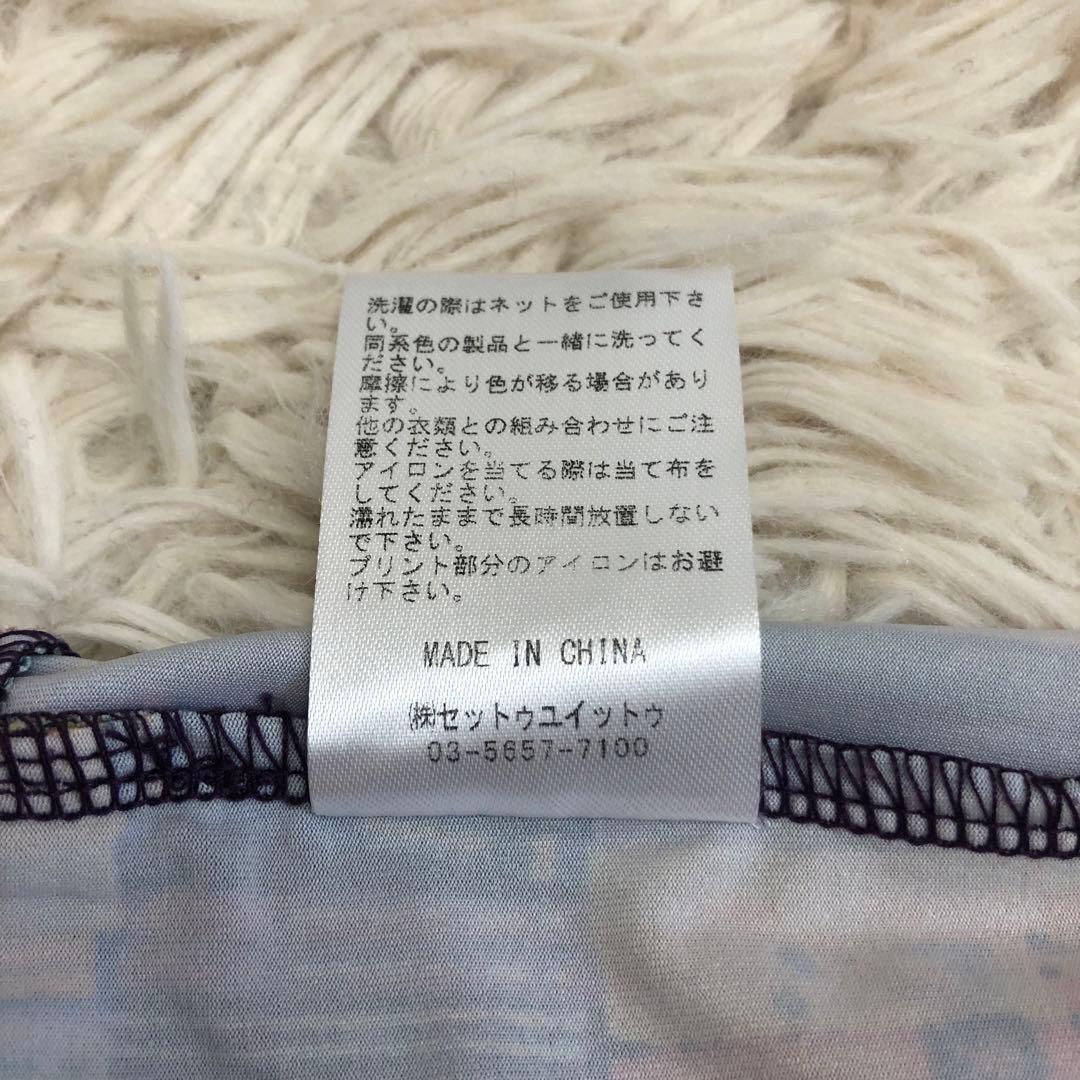 洗濯の際はネットをご使用下さ
い。
同系色の製品と一緒に洗ってく
ださい。
摩擦により色が移る場合があり
ます。
他の衣類との組み合わせにご注
意ください。
アイロンを当てる際は当て布を
してください。
濡れたままで長時間放置しない
で下さい。
プリント部分のアイロンはお避
け下さい。
MADE IN CHINA
㈱セットゥユイットゥ
03-5657-7100